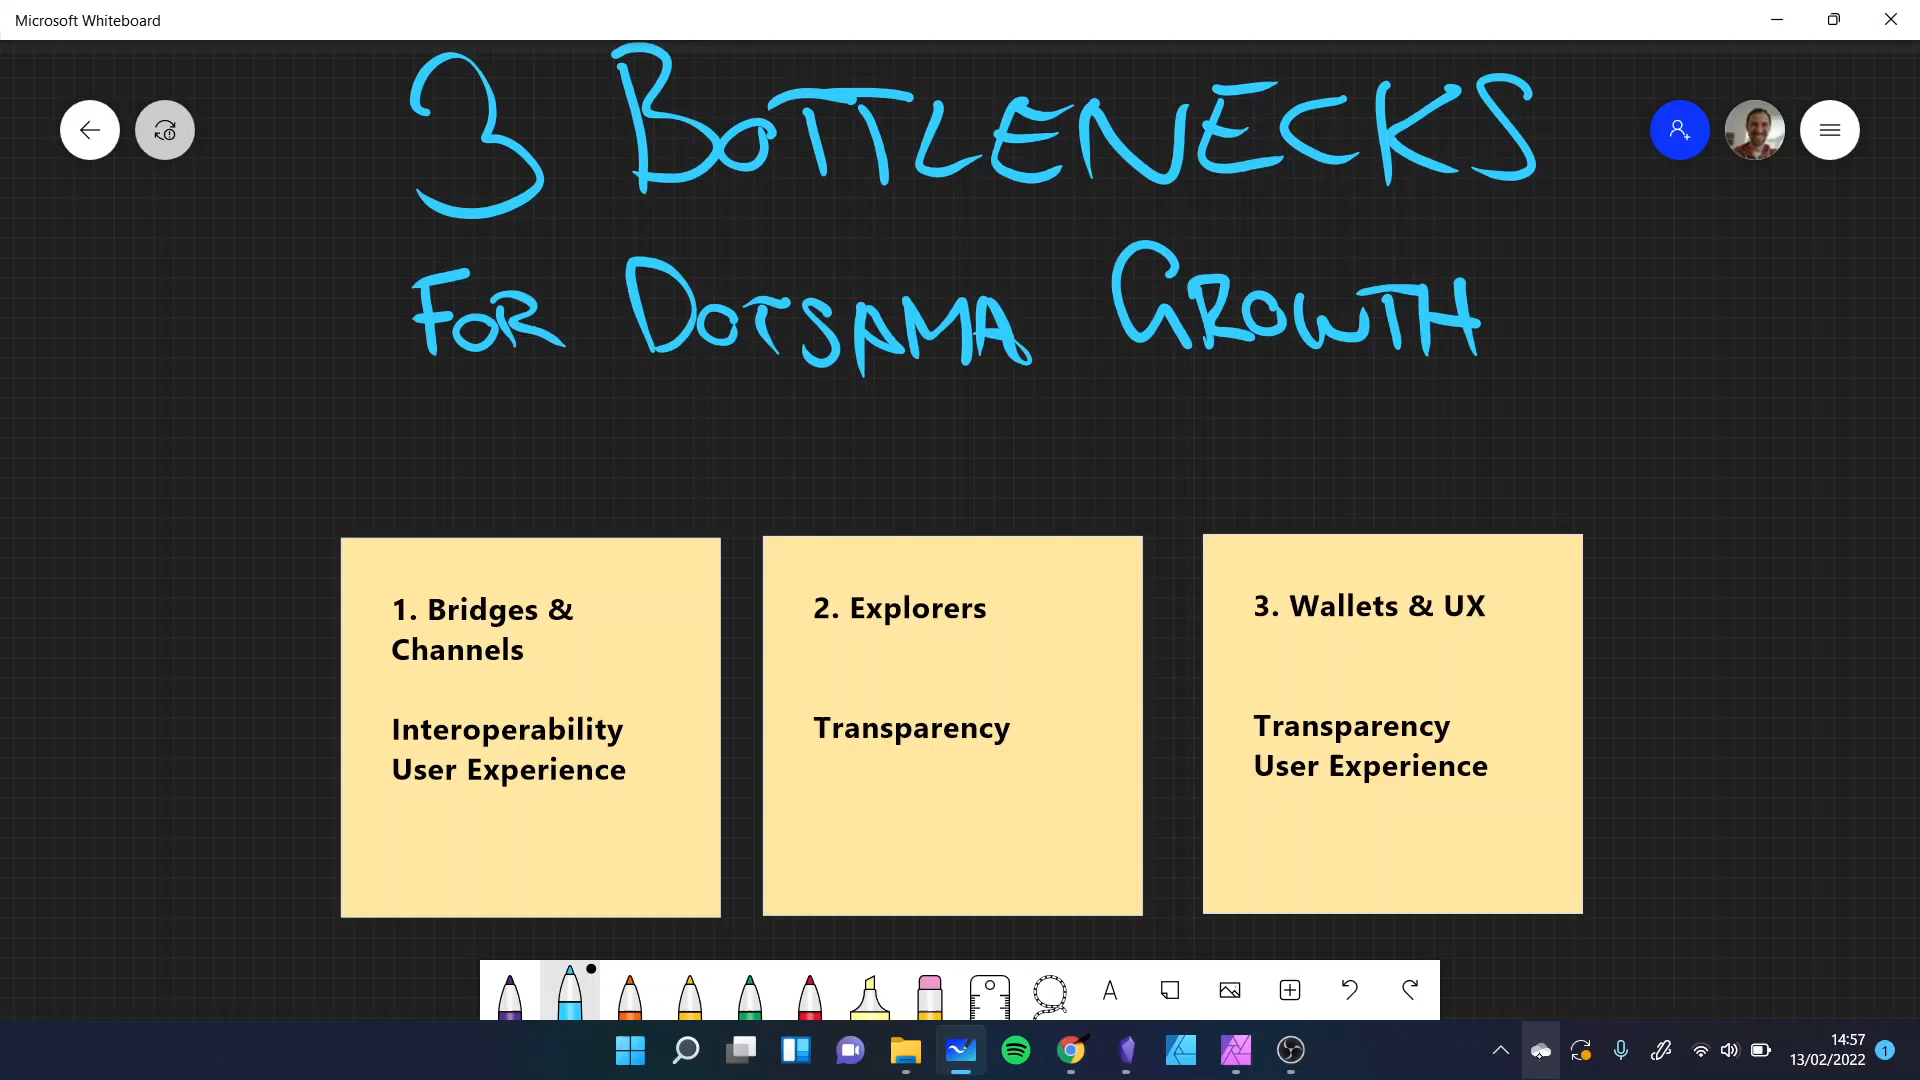 Microsoft Whiteboard
3 BOTTLENECKS
FOR DOTSAMA GROWTH
1. Bridges &
Channels
Interoperability
User Experience
2. Explorers
Transparency
3. Wallets & UX
Transparency
User Experience
14:57
13/02/2022
1